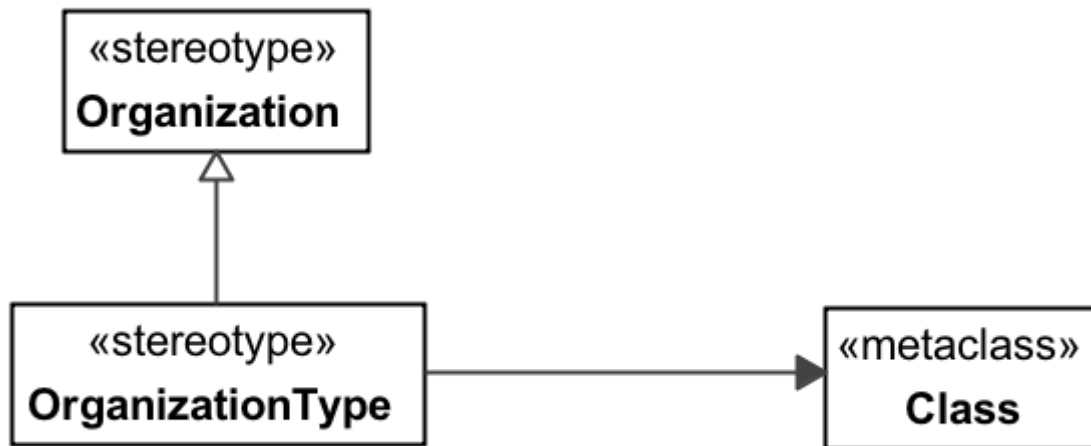 «stereotype»
Organization
«stereotype»
OrganizationType
«metaclass»
Class